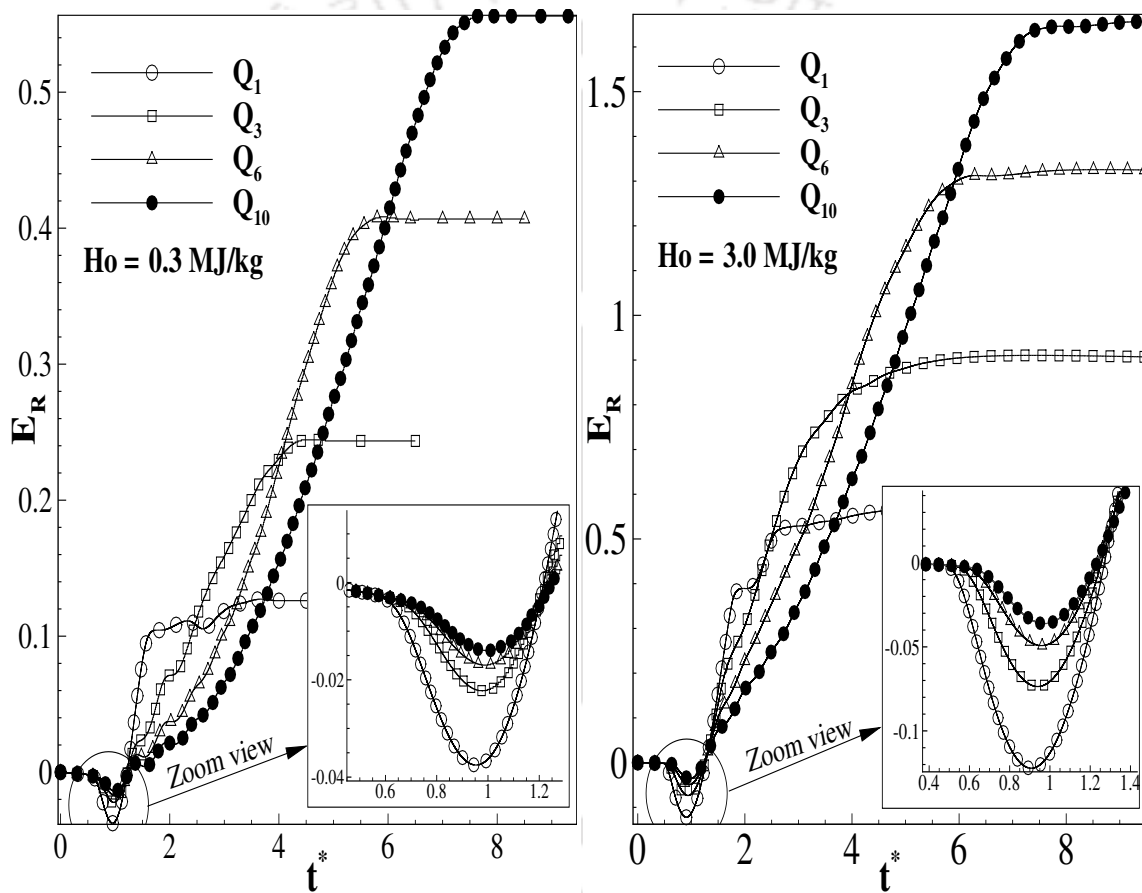 Q1
Q3
Q6
Q10
Ho = 0.3 MJ/kg
0.5
0.4
0.3
0.2
0.1
0
E_R
0 2 4 6 8
t*
Zoom view
0
-0.02
-0.04
0.6 0.8 1 1.2
Q1
Q3
Q6
Q10
Ho = 3.0 MJ/kg
1.5
1
0.5
0
E_R
0 2 4 6 8
t*
Zoom view
0
-0.05
-0.1
0.4 0.6 0.8 1 1.2 1.4